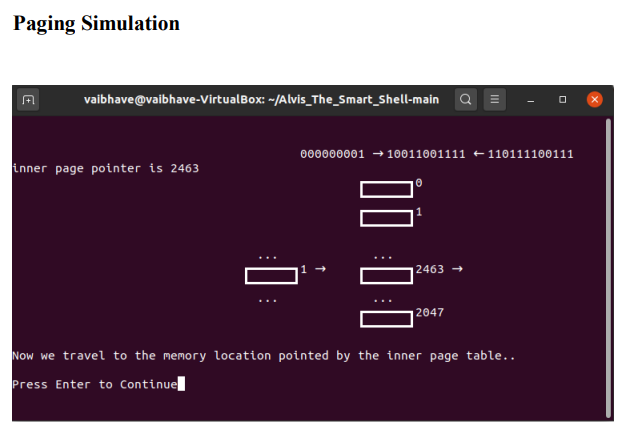 Paging Simulation
vaibhave@vaibhave-VirtualBox: ~/Alvis_The_Smart_Shell-main
000000001 →10011001111 ←110111100111
inner page pointer is 2463
0
1
... ...
1 → 2463 →
... ...
2047
Now we travel to the memory location pointed by the inner page table..
Press Enter to Continue